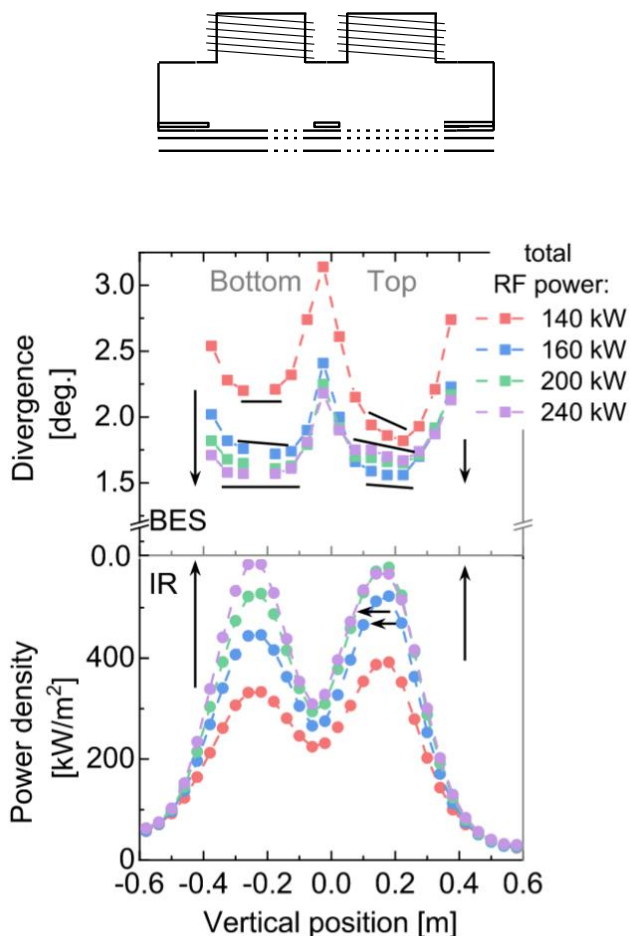 total
RF power:
140 kW
160 kW
200 kW
240 kW
Bottom
Top
Divergence
[deg.]
3.0
2.5
2.0
1.5
BES
0.0
IR
Power density
[kW/m²]
400
200
0
-0.6 -0.4 -0.2 0.0 0.2 0.4 0.6
Vertical position [m]